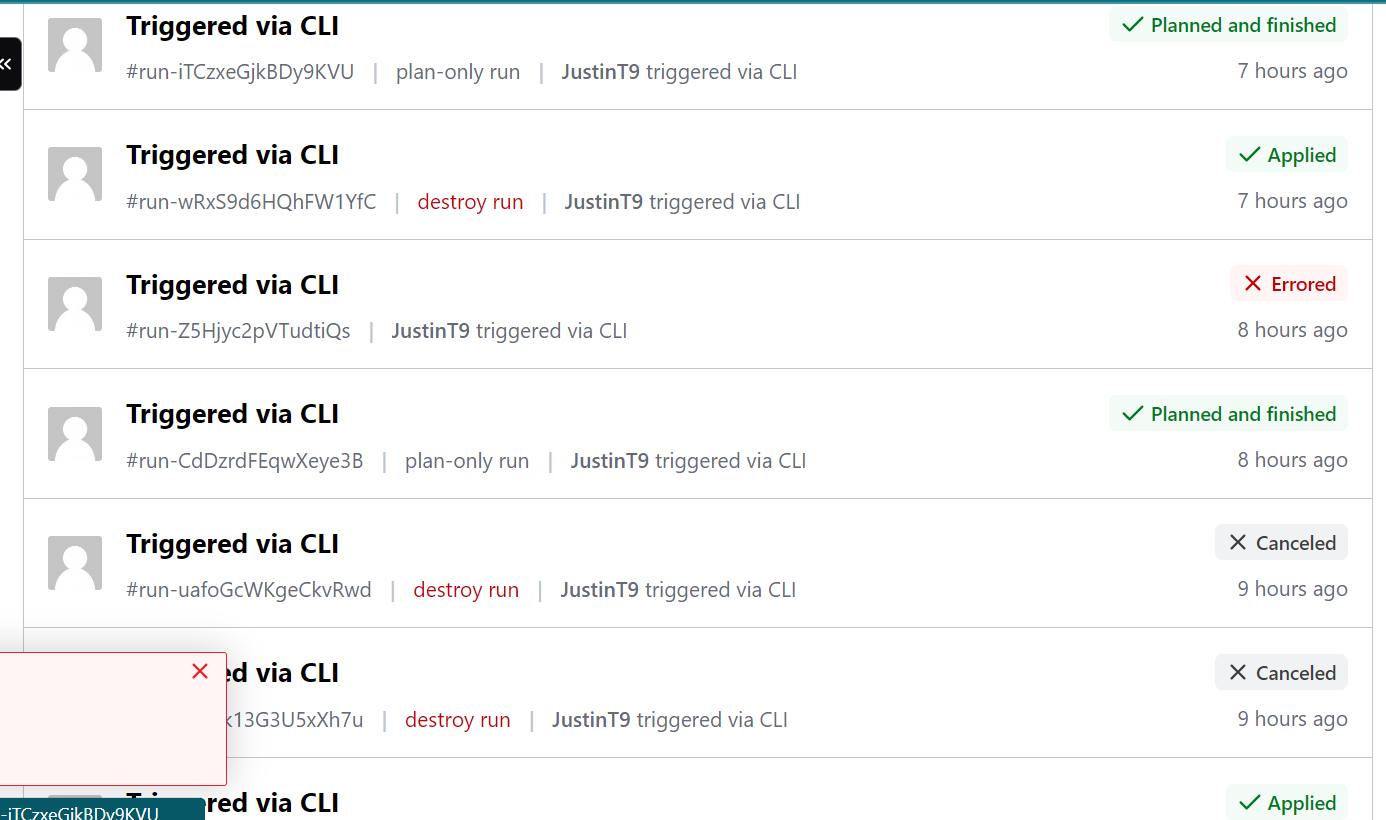 Triggered via CLI
Planned and finished
#run-iTCzxeGjkBDy9KVU | plan-only run | JustinT9 triggered via CLI
7 hours ago
Triggered via CLI
Applied
#run-wRxS9d6HQhFW1YfC | destroy run | JustinT9 triggered via CLI
7 hours ago
Triggered via CLI
Errored
#run-Z5Hjyc2pVTudtiQs | JustinT9 triggered via CLI
8 hours ago
Triggered via CLI
Planned and finished
#run-CdDzrdFEqwXeye3B | plan-only run | JustinT9 triggered via CLI
8 hours ago
Triggered via CLI
Canceled
#run-uafoGcWKgeCkvRwd | destroy run | JustinT9 triggered via CLI
9 hours ago
ed via CLI
Canceled
k13G3U5xXh7u | destroy run | JustinT9 triggered via CLI
9 hours ago
red via CLI
Applied
-iTCzxeGjkBDy9KVU